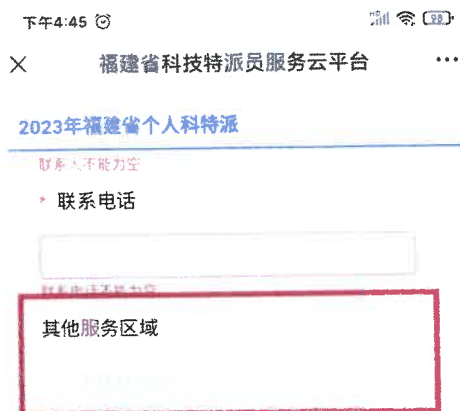 下午4:45
98
福建省科技特派员服务云平台
2023年福建省个人科特派
联系人不能为空
* 联系电话
联系电话不能为空
其他服务区域